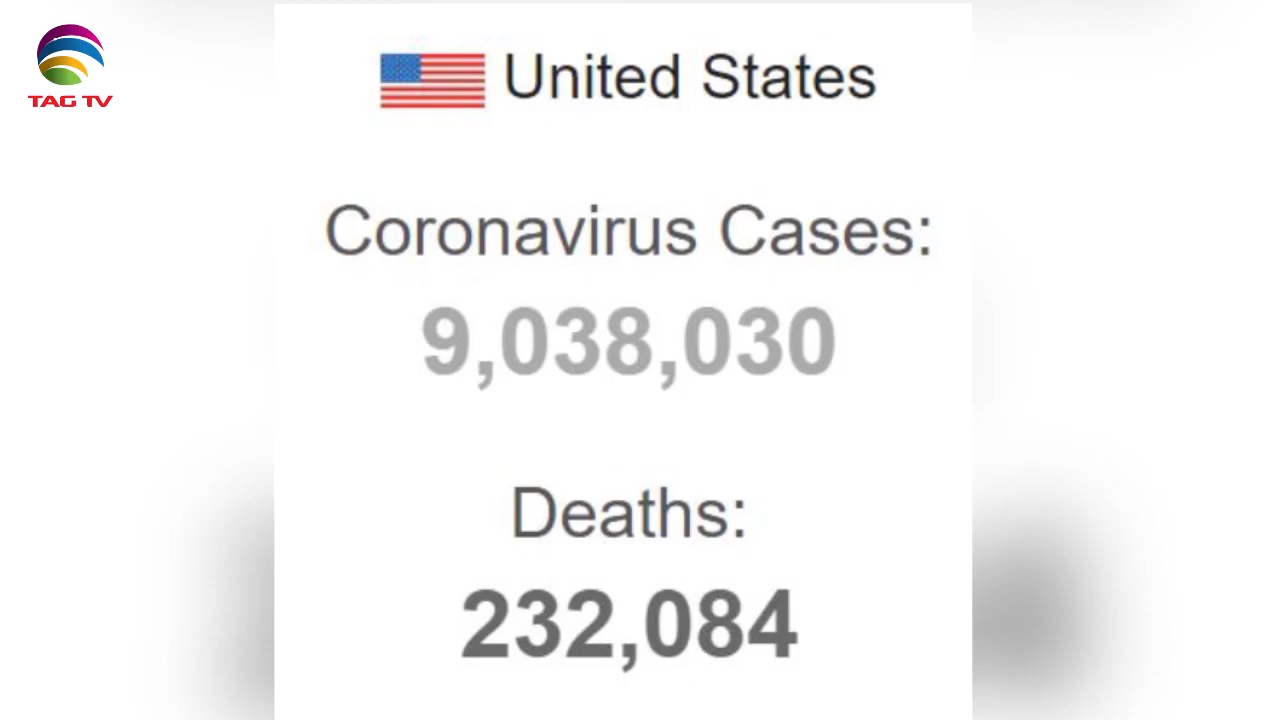 TAG TV
United States
Coronavirus Cases:
9,038,030
Deaths:
232,084